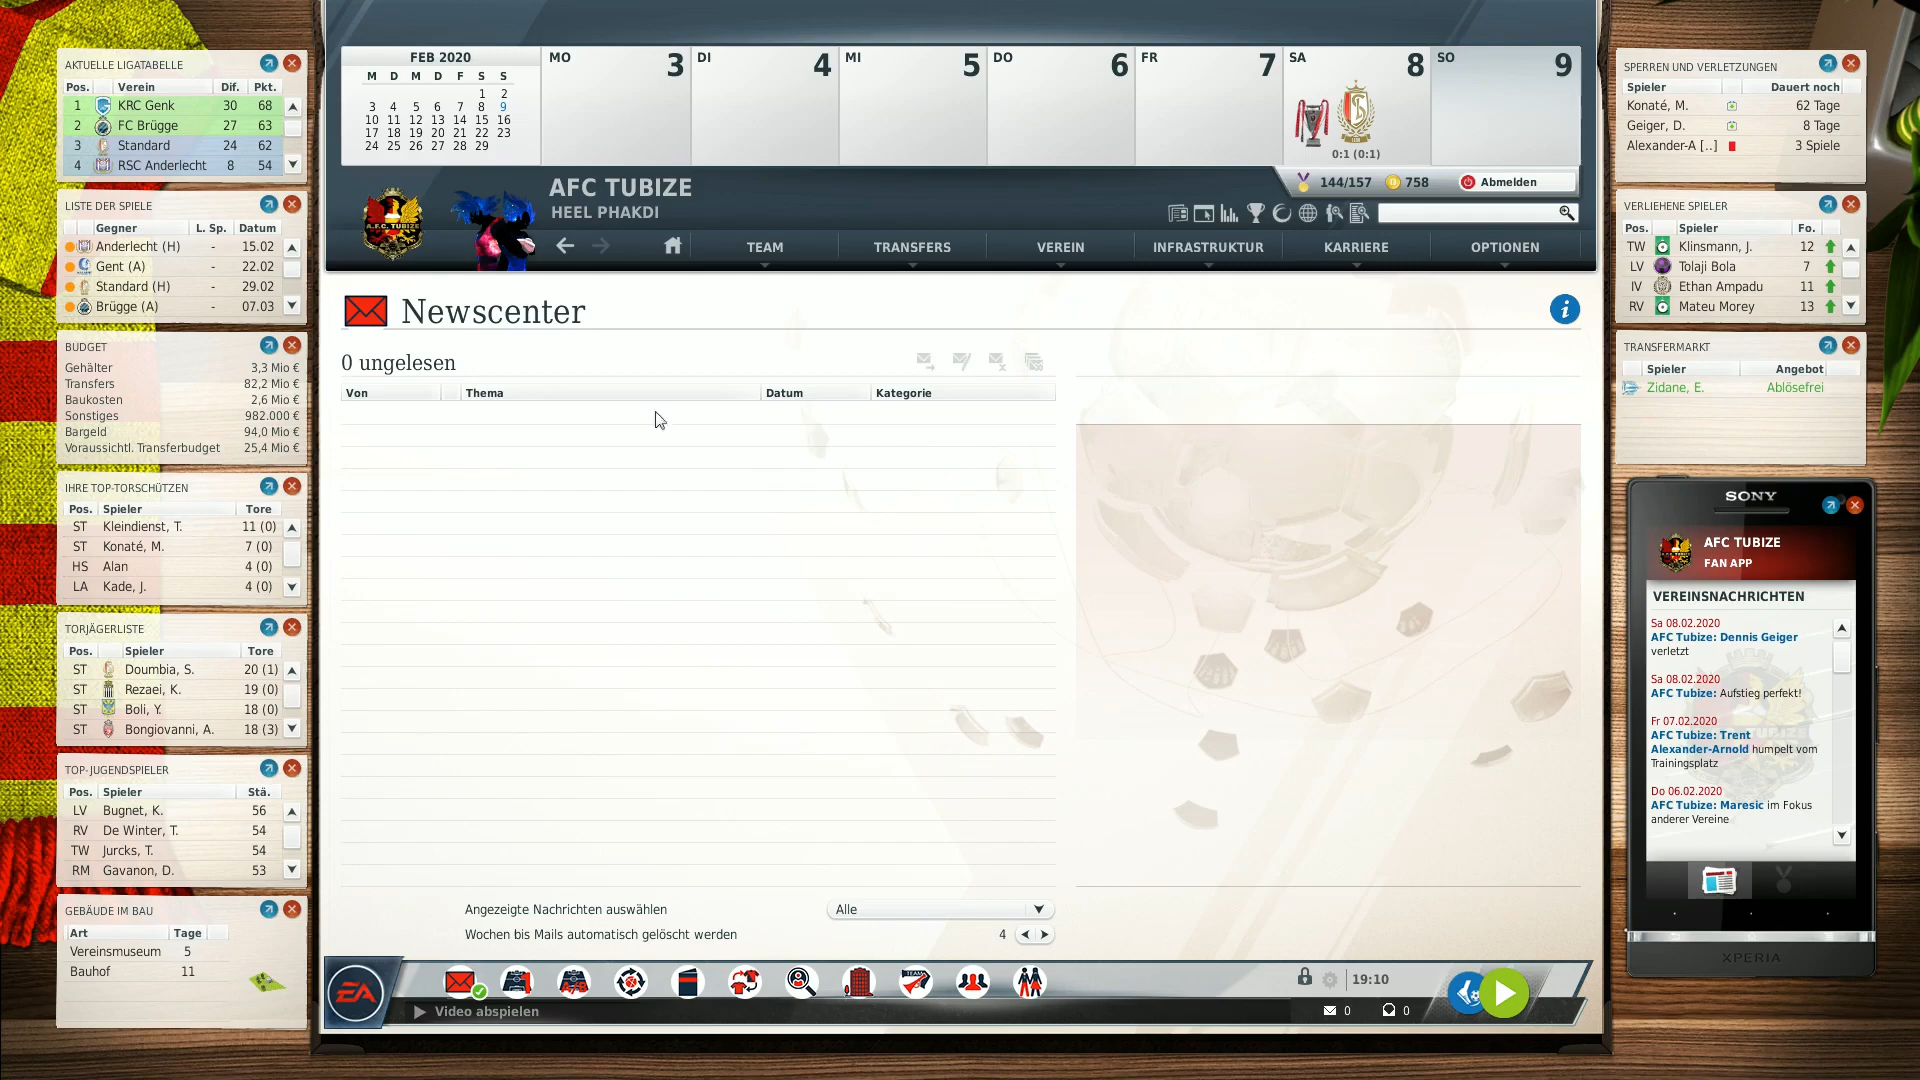 AKTUELLE LIGATABELLE
Pos. Verein Dif. Pkt.
1 KRC Genk 30 68
2 FC Brügge 27 63
3 Standard 24 62
4 RSC Anderlecht 8 54
LISTE DER SPIELE
Gegner L. Sp. Datum
Anderlecht (H) - 15.02
Gent (A) - 22.02
Standard (H) - 29.02
Brügge (A) - 07.03
BUDGET
Gehälter 3,3 Mio €
Transfers 82,2 Mio €
Baukosten 2,6 Mio €
Sonstiges 982.000 €
Bargeld 94,0 Mio €
Voraussichtl. Transferbudget 25,4 Mio €
IHRE TOP-TORSCHÜTZEN
Pos. Spieler Tore
ST Kleindienst, T. 11 (0)
ST Konaté, M. 7 (0)
HS Alan 4 (0)
LA Kade, J. 4 (0)
TORJÄGERLISTE
Pos. Spieler Tore
ST Doumbia, S. 20 (1)
ST Rezaei, K. 19 (0)
ST Boli, Y. 18 (0)
ST Bongiovanni, A. 18 (3)
TOP-JUGENDSPIELER
Pos. Spieler Stä.
LV Bugnet, K. 56
RV De Winter, T. 54
TW Jurcks, T. 54
RM Gavanon, D. 53
GEBÄUDE IM BAU
Art Tage
Vereinsmuseum 5
Bauhof 11
FEB 2020
M D M D F S S
1 2
3 4 5 6 7 8 9
10 11 12 13 14 15 16
17 18 19 20 21 22 23
24 25 26 27 28 29
MO 3 DI 4 MI 5 DO 6 FR 7 SA 8 SO 9
0:1 (0:1)
AFC TUBIZE
HEEL PHAKDI
144/157 758 Abmelden
TEAM TRANSFERS VEREIN INFRASTRUKTUR KARRIERE OPTIONEN
Newscenter
0 ungelesen
Von Thema Datum Kategorie
Angezeigte Nachrichten auswählen Alle
Wochen bis Mails automatisch gelöscht werden 4
EA
19:10
Video abspielen
0 0
SPERREN UND VERLETZUNGEN
Spieler Dauert noch
Konaté, M. 62 Tage
Geiger, D. 8 Tage
Alexander-A [..] 3 Spiele
VERLIEHENE SPIELER
Pos. Spieler Fo.
TW Klinsmann, J. 12
LV Tolaji Bola 7
IV Ethan Ampadu 11
RV Mateu Morey 13
TRANSFERMARKT
Spieler Angebot
Zidane, E. Ablösefrei
SONY
AFC TUBIZE
FAN APP
VEREINSNACHRICHTEN
Sa 08.02.2020
AFC Tubize: Dennis Geiger
verletzt
Sa 08.02.2020
AFC Tubize: Aufstieg perfekt!
Fr 07.02.2020
AFC Tubize: Trent
Alexander-Arnold humpelt vom
Trainingsplatz
Do 06.02.2020
AFC Tubize: Maresic im Fokus
anderer Vereine
XPERIA